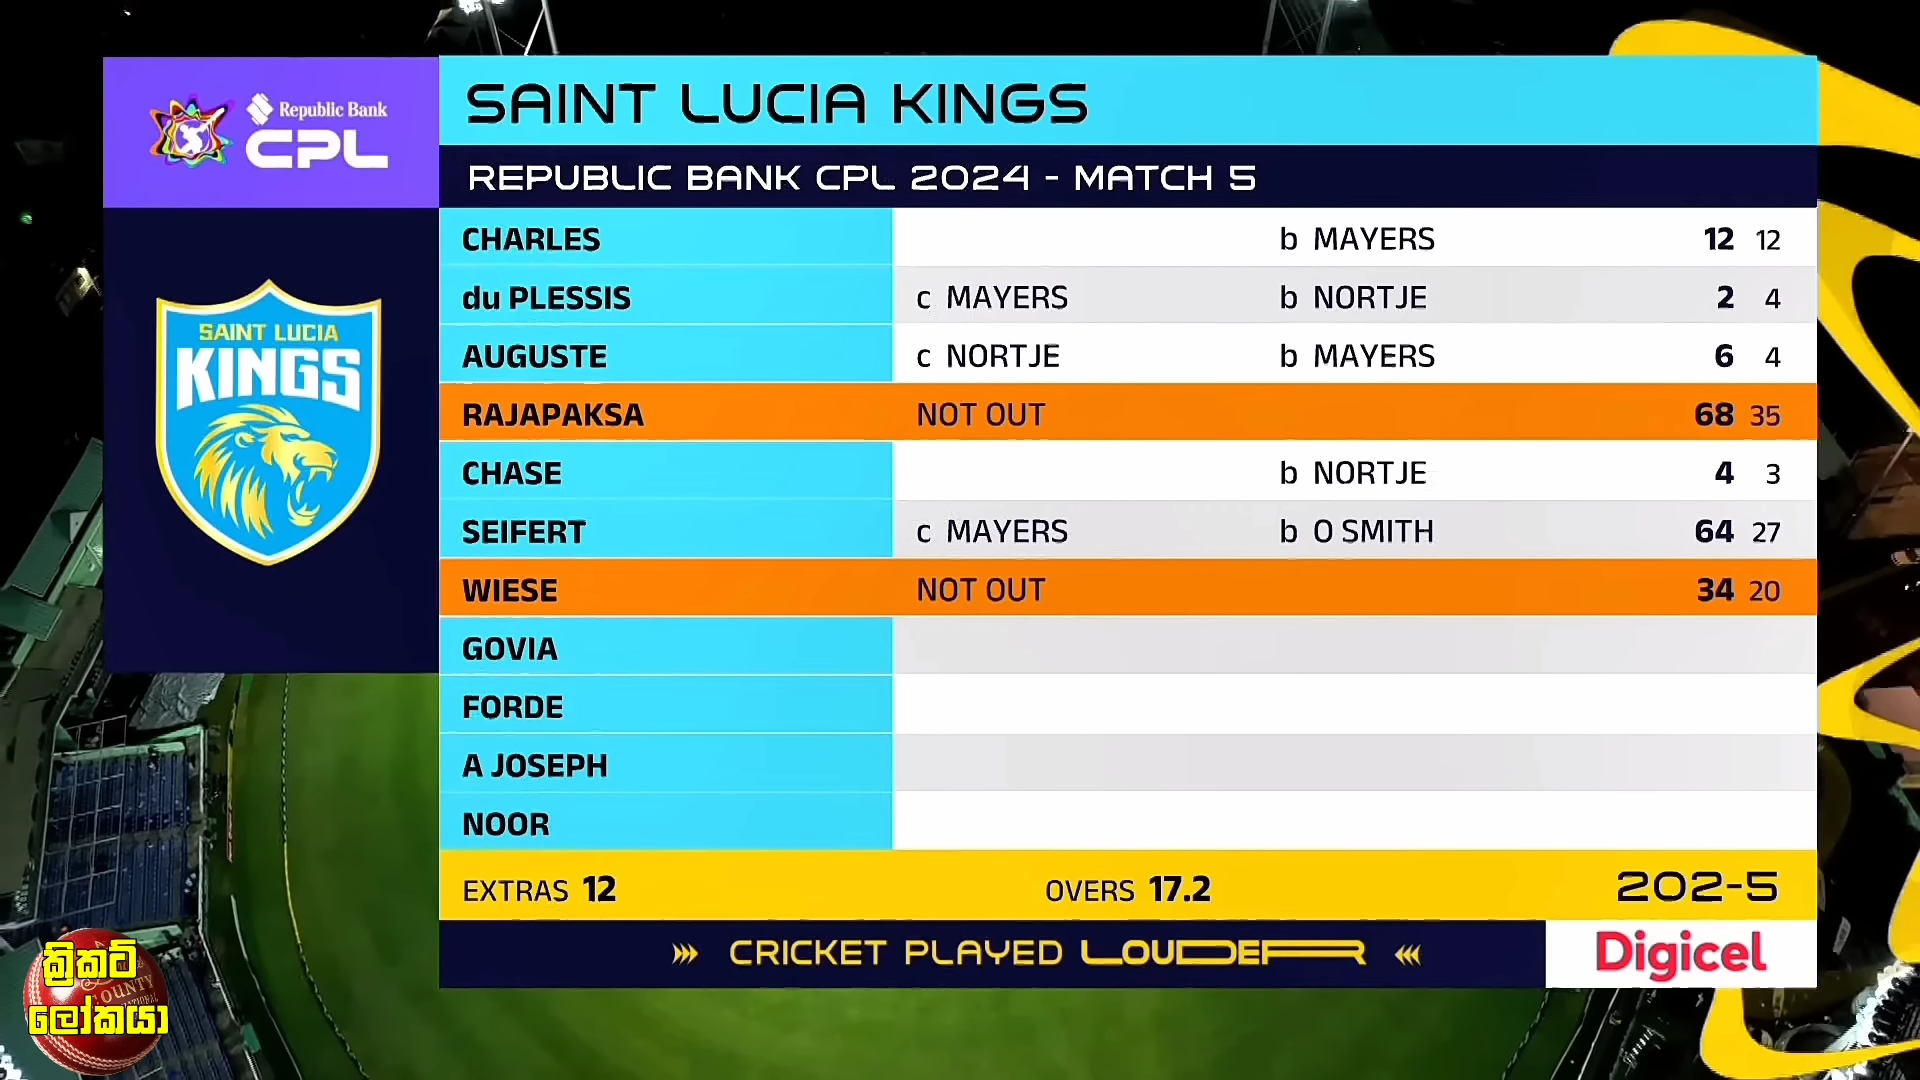 Republic Bank
CPL
SAINT LUCIA KINGS
REPUBLIC BANK CPL 2024 - MATCH 5
SAINT LUCIA
KINGS
CHARLES b MAYERS 12 12
du PLESSIS c MAYERS b NORTJE 2 4
AUGUSTE c NORTJE b MAYERS 6 4
RAJAPAKSA NOT OUT 68 35
CHASE b NORTJE 4 3
SEIFERT c MAYERS b O SMITH 64 27
WIESE NOT OUT 34 20
GOVIA
FORDE
A JOSEPH
NOOR
EXTRAS 12 OVERS 17.2 202-5
CRICKET PLAYED LOUDER
Digicel
ක්‍රිකට්
COUNTY
ලෝකයා